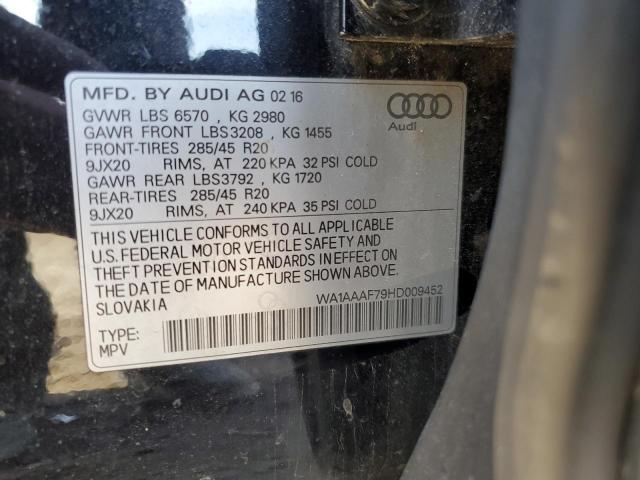 MFD. BY AUDI AG 02 16
GVWR LBS 6570 , KG 2980
GAWR FRONT LBS3208 , KG 1455
FRONT-TIRES 285/45 R20
9JX20 RIMS, AT 220 KPA 32 PSI COLD
GAWR REAR LBS3792 , KG 1720
REAR-TIRES 285/45 R20
9JX20 RIMS, AT 240 KPA 35 PSI COLD
Audi
THIS VEHICLE CONFORMS TO ALL APPLICABLE
U.S. FEDERAL MOTOR VEHICLE SAFETY AND
THEFT PREVENTION STANDARDS IN EFFECT ON
THE DATE OF MANUFACTURE SHOWN ABOVE.
SLOVAKIA
WA1AAAF79HD009452
TYPE:
MPV